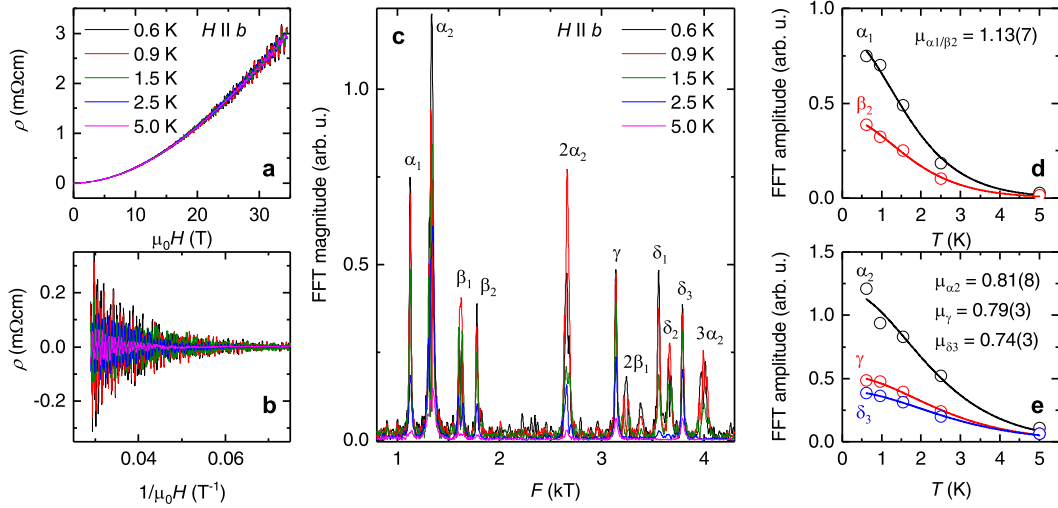 0.6 K
0.9 K
1.5 K
2.5 K
5.0 K
H II b
a
3
2
1
0
ρ (mΩcm)
0
10
20
30
μ₀H (T)
0.2
0.0
-0.2
ρ (mΩcm)
b
0.04
0.06
1/μ₀H (T⁻¹)
c
α₂
H II b
0.6 K
0.9 K
1.5 K
2.5 K
5.0 K
1.0
0.5
0.0
FFT magnitude (arb. u.)
α₁
β₁
β₂
2α₂
γ
2β₁
δ₁
δ₂
δ₃
3α₂
1
2
3
4
F (kT)
1.0
0.5
0.0
FFT amplitude (arb. u.)
α₁
μα1/β2 = 1.13(7)
β₂
d
0
1
2
3
4
5
T (K)
1.5
1.0
0.5
0.0
FFT amplitude (arb. u.)
α₂
μα2 = 0.81(8)
μγ = 0.79(3)
μδ3 = 0.74(3)
γ
δ₃
e
0
1
2
3
4
5
T (K)